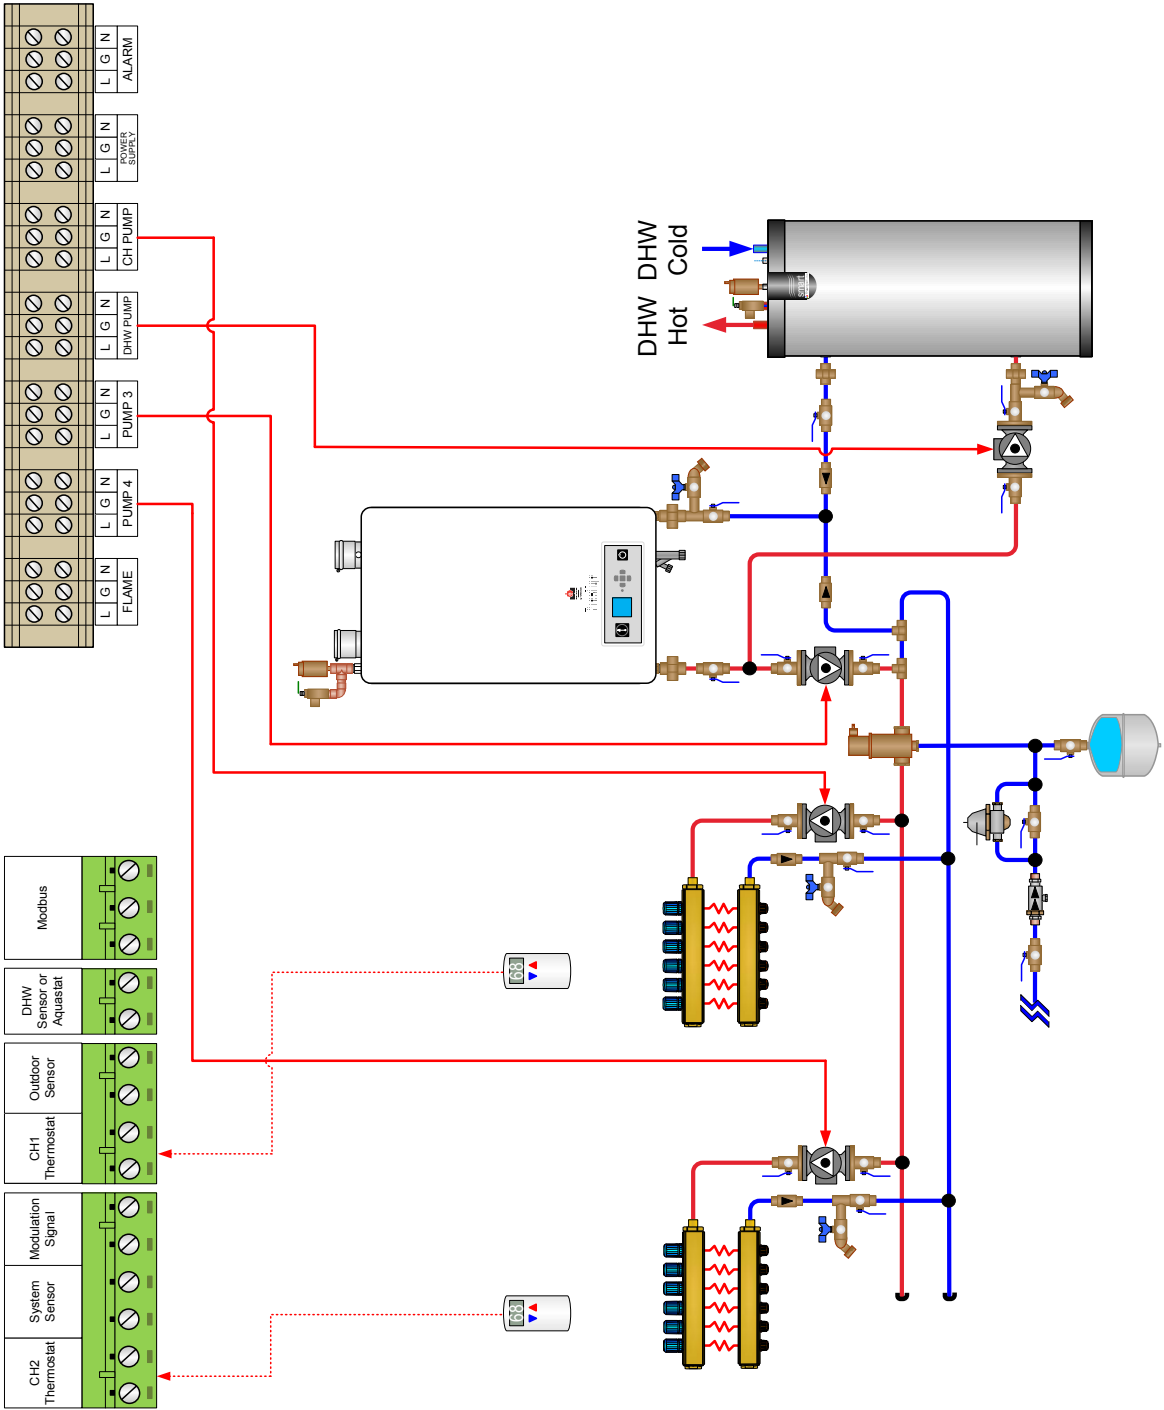 L G N
ALARM
L G N
POWER
SUPPLY
L G N
CH PUMP
L G N
DHW PUMP
L G N
PUMP 3
L G N
PUMP 4
L G N
FLAME
DHW
Cold
DHW
Hot
smart
Modbus
DHW
Sensor or
Aquastat
Outdoor
Sensor
CH1
Thermostat
Modulation
Signal
System
Sensor
CH2
Thermostat
68
68